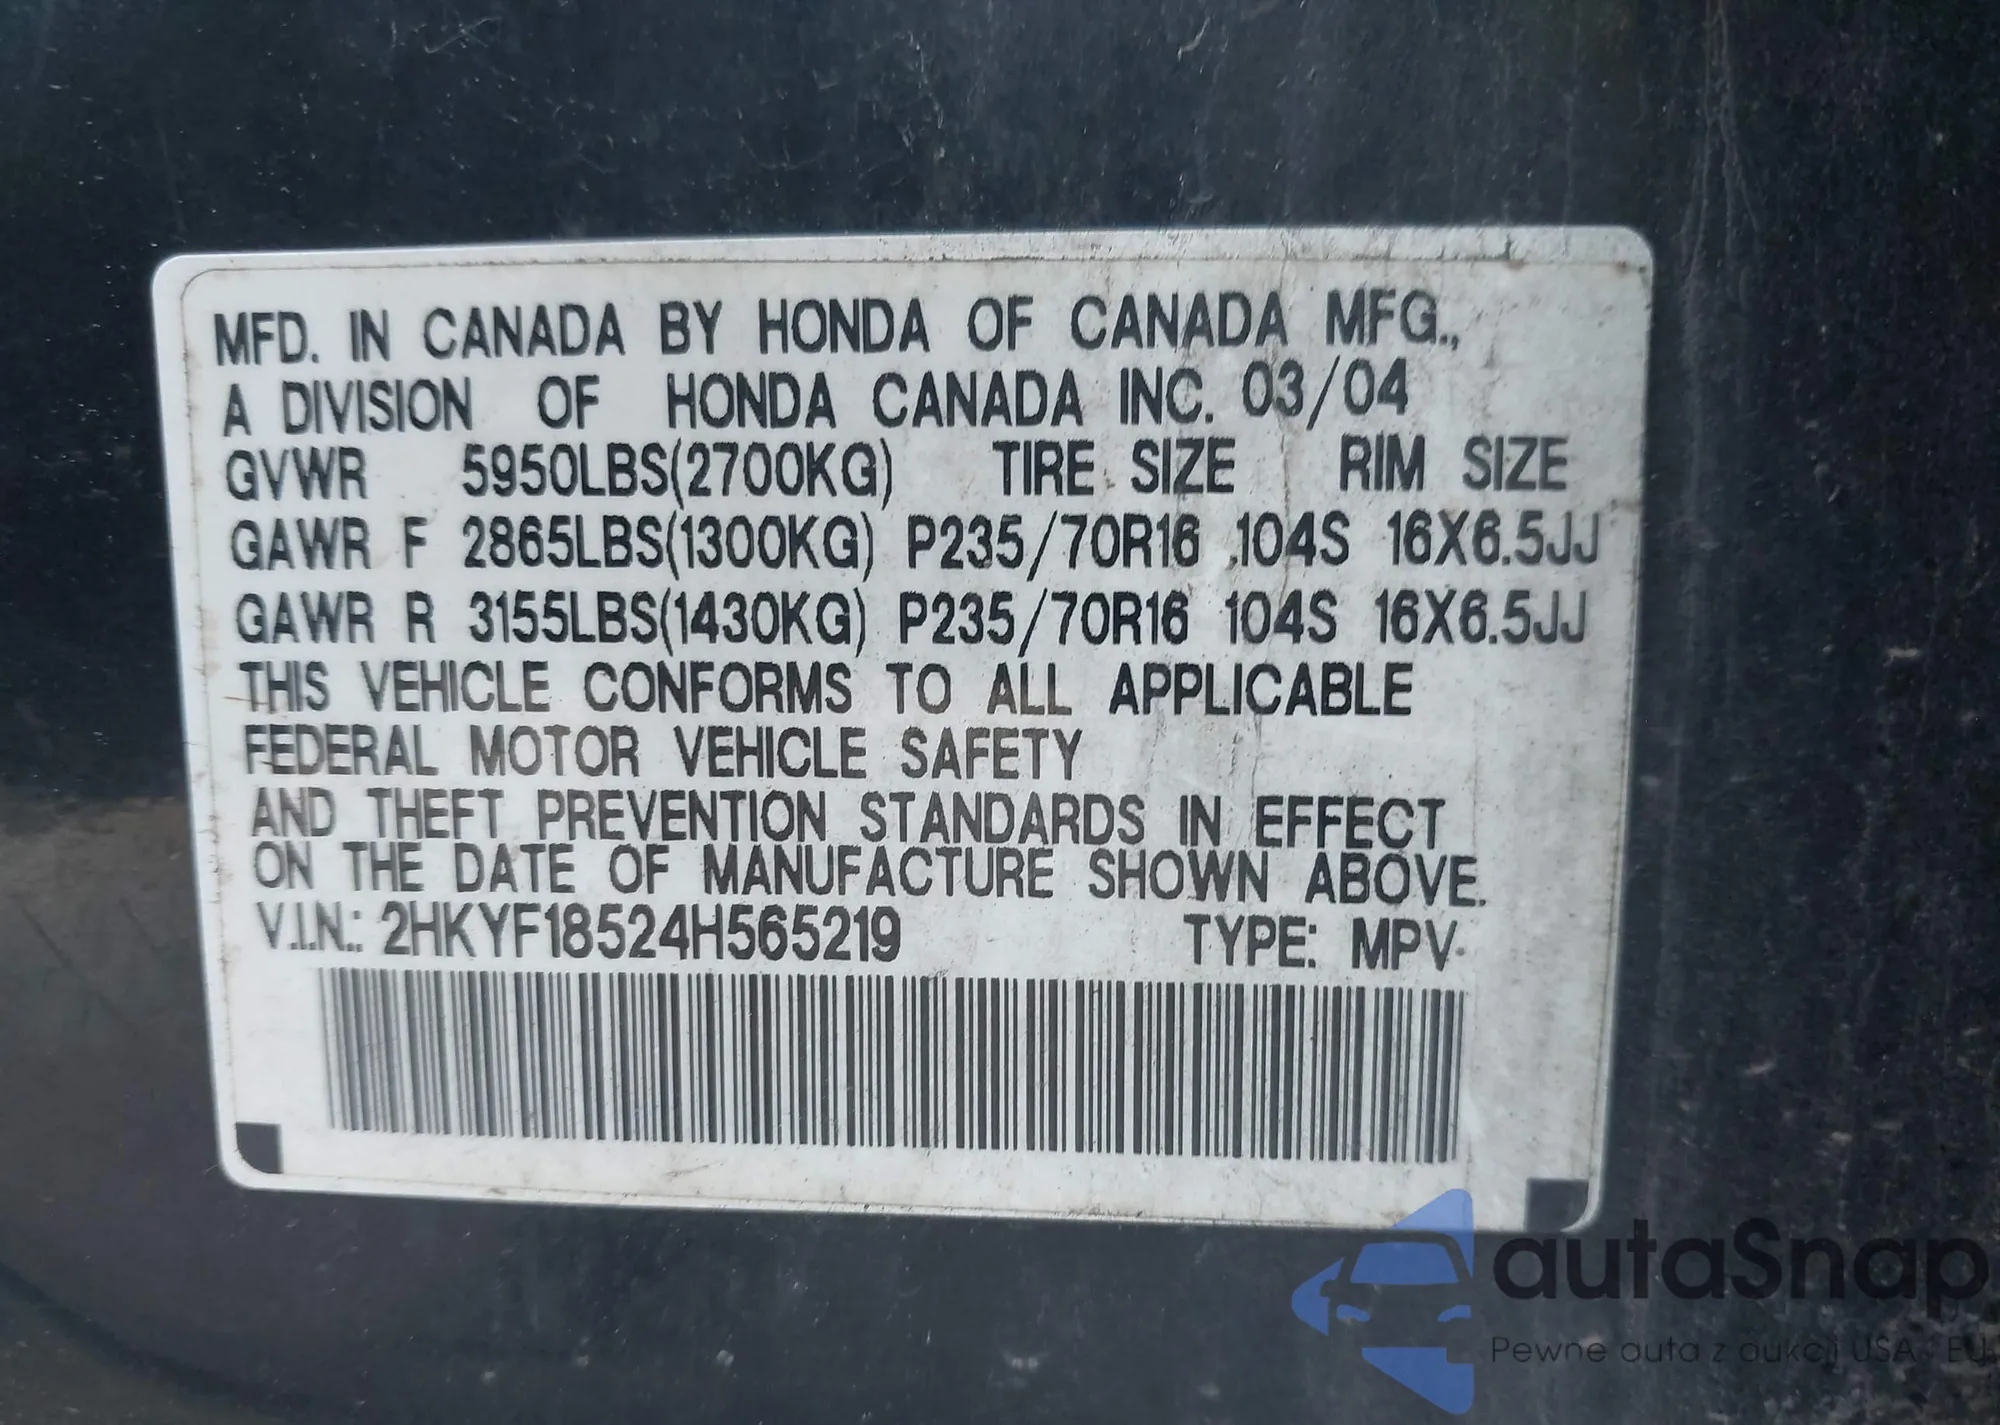 MFD. IN CANADA BY HONDA OF CANADA MFG.,
A DIVISION OF HONDA CANADA INC. 03/04
GVWR 5950LBS(2700KG) TIRE SIZE RIM SIZE
GAWR F 2865LBS(1300KG) P235/70R16 104S 16X6.5JJ
GAWR R 3155LBS(1430KG) P235/70R16 104S 16X6.5JJ
THIS VEHICLE CONFORMS TO ALL APPLICABLE
FEDERAL MOTOR VEHICLE SAFETY
AND THEFT PREVENTION STANDARDS IN EFFECT
ON THE DATE OF MANUFACTURE SHOWN ABOVE.
V.I.N.: 2HKYF18524H565219 TYPE: MPV
autaSnap
Pewne auta z aukcji USA - EU